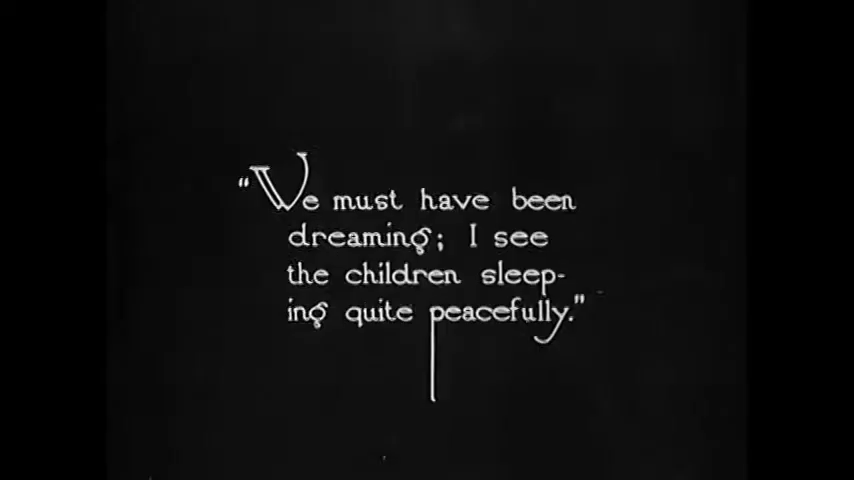 "We must have been
dreaming; I see
the children sleep-
ing quite peacefully."